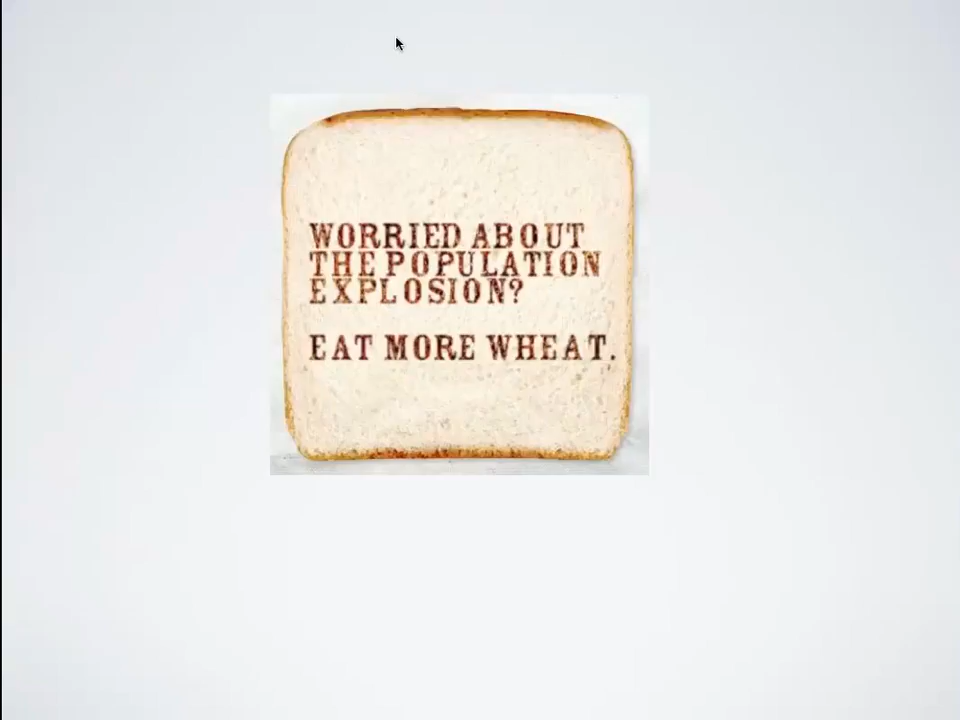 WORRIED ABOUT
THE POPULATION
EXPLOSION?
EAT MORE WHEAT.